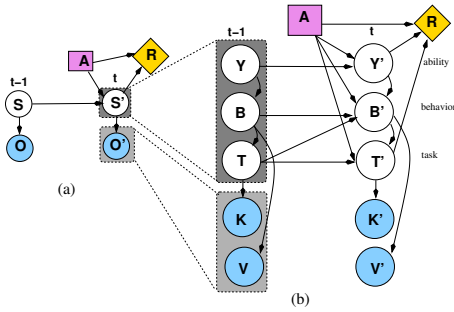 t−1
A
R
t
S
S'
O
O'
(a)
t−1
A
t
R
Y
Y'
ability
B
B'
behavior
T
T'
task
K
K'
V
V'
(b)